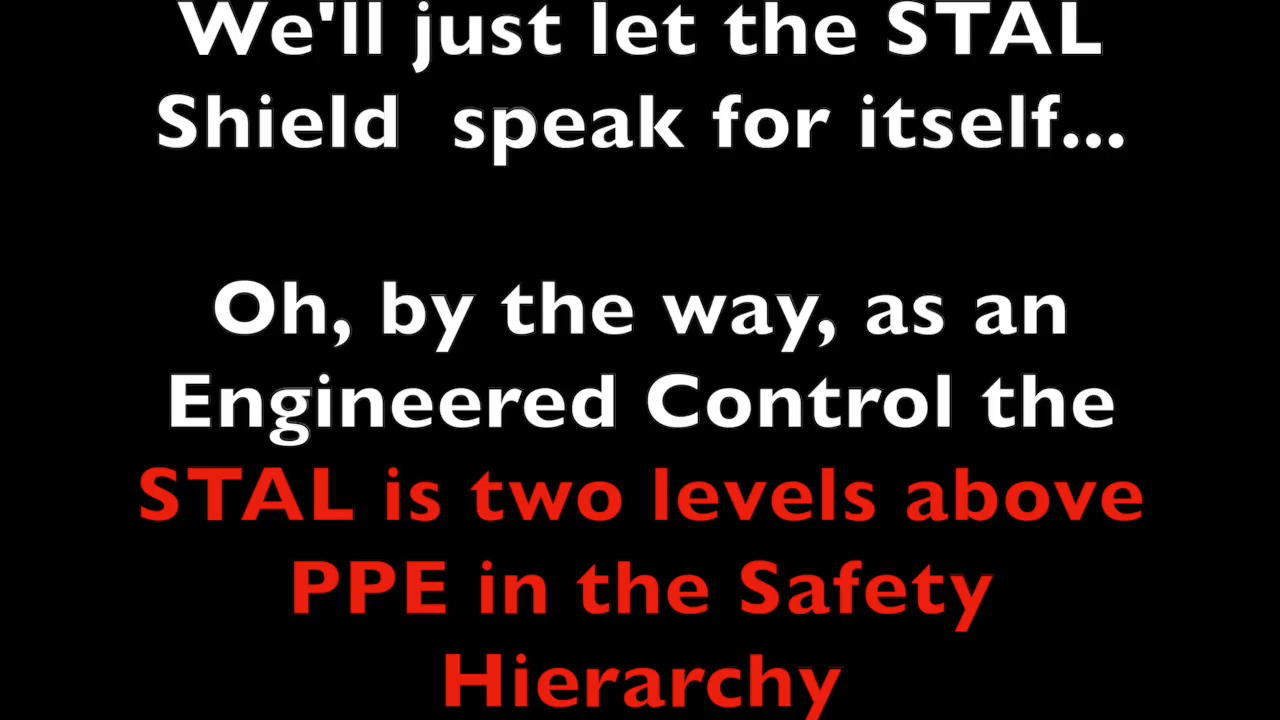 We'll just let the STAL
Shield  speak for itself...
Oh, by the way, as an
Engineered Control the
STAL is two levels above
PPE in the Safety
Hierarchy